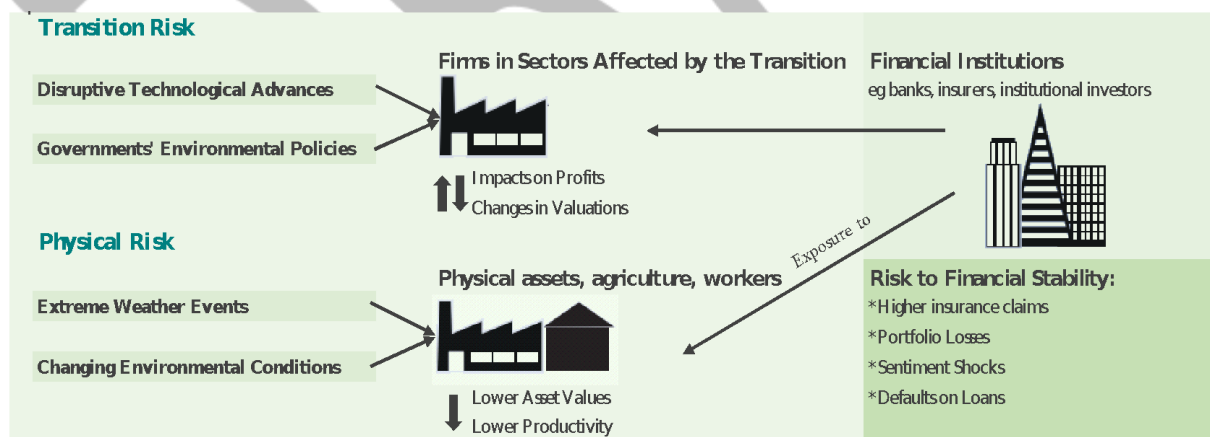 Transition Risk
Disruptive Technological Advances
Governments' Environmental Policies
Firms in Sectors Affected by the Transition
Impacts on Profits
Changes in Valuations
Financial Institutions
eg banks, insurers, institutional investors
Physical Risk
Extreme Weather Events
Changing Environmental Conditions
Physical assets, agriculture, workers
Lower Asset Values
Lower Productivity
Exposure to
Risk to Financial Stability:
*Higher insurance claims
*Portfolio Losses
*Sentiment Shocks
*Defaults on Loans